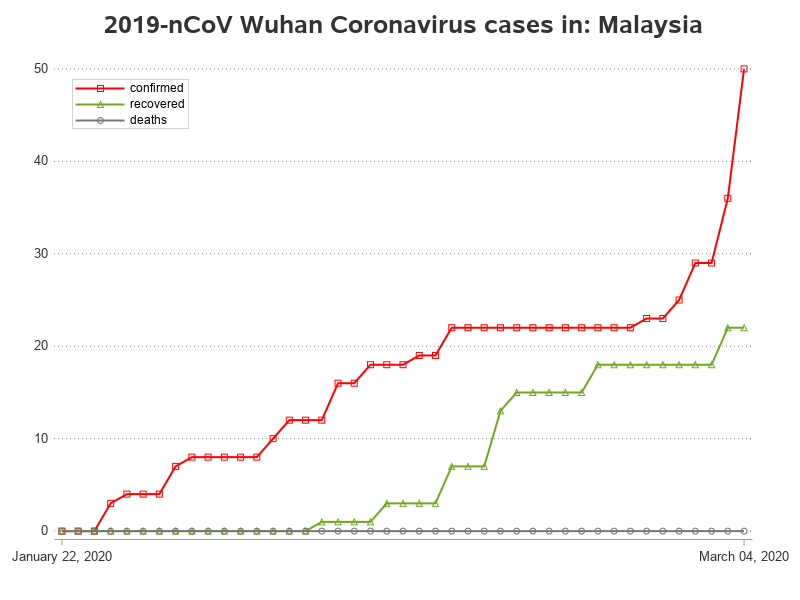 2019-nCoV Wuhan Coronavirus cases in: Malaysia
50
confirmed
recovered
deaths
40
30
20
10
0
January 22, 2020
March 04, 2020